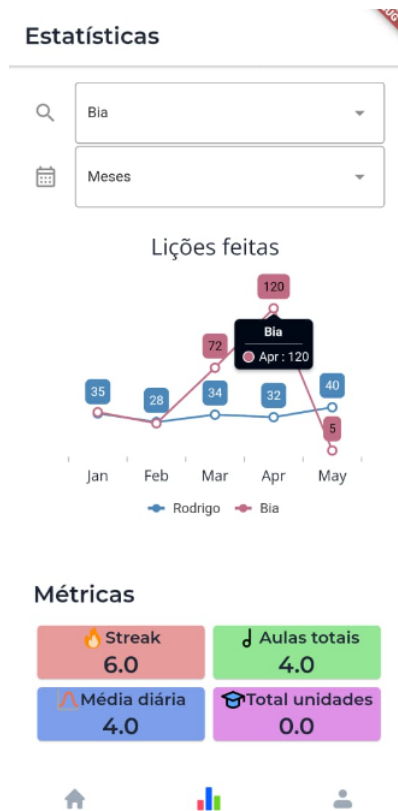 Estatísticas
Bia
Meses
Lições feitas
120
Bia
Apr : 120
72
35
28
34
32
40
5
Jan Feb Mar Apr May
Rodrigo Bia
Métricas
Streak
6.0
Aulas totais
4.0
Média diária
4.0
Total unidades
0.0